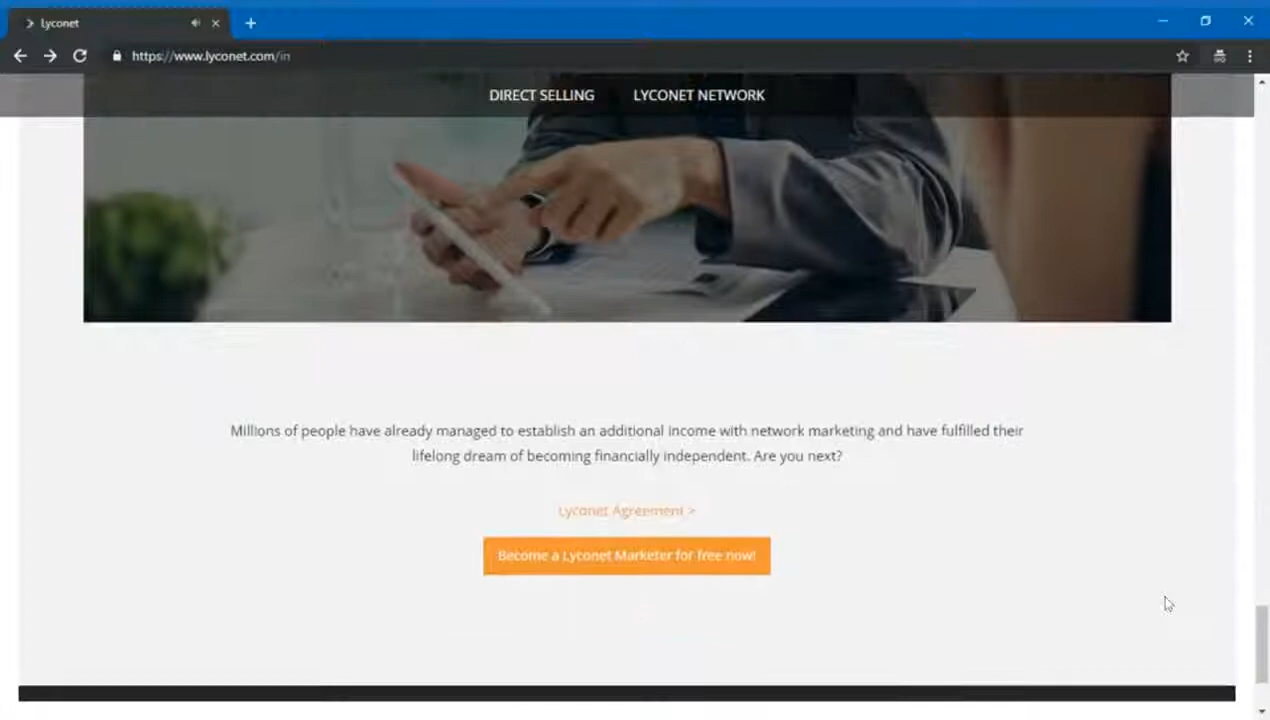 Lyconet
https://www.lyconet.com/in
DIRECT SELLING LYCONET NETWORK
Millions of people have already managed to establish an additional income with network marketing and have fulfilled their
lifelong dream of becoming financially independent. Are you next?
Lyconet Agreement >
Become a Lyconet Marketer for free now!